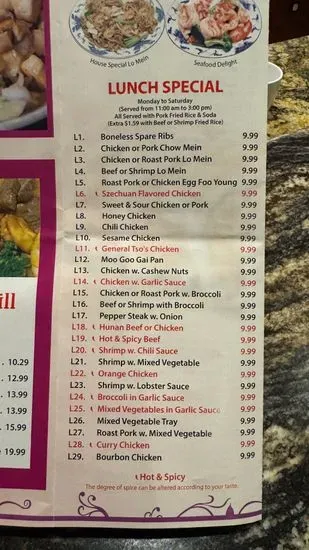 House Special Lo Mein
Seafood Delight
LUNCH SPECIAL
Monday to Saturday
(Served from 11:00 am to 3:00 pm)
All Served with Pork Fried Rice & Soda
(Extra $1.59 with Beef or Shrimp Fried Rice)
L1. Boneless Spare Ribs 9.99
L2. Chicken or Pork Chow Mein 9.99
L3. Chicken or Roast Pork Lo Mein 9.99
L4. Beef or Shrimp Lo Mein 9.99
L5. Roast Pork or Chicken Egg Foo Young 9.99
L6. Szechuan Flavored Chicken 9.99
L7. Sweet & Sour Chicken or Pork 9.99
L8. Honey Chicken 9.99
L9. Chili Chicken 9.99
L10. Sesame Chicken 9.99
L11. General Tso's Chicken 9.99
L12. Moo Goo Gai Pan 9.99
L13. Chicken w. Cashew Nuts 9.99
L14. Chicken w. Garlic Sauce 9.99
L15. Chicken or Roast Pork w. Broccoli 9.99
L16. Beef or Shrimp with Broccoli 9.99
L17. Pepper Steak w. Onion 9.99
L18. Hunan Beef or Chicken 9.99
L19. Hot & Spicy Beef 9.99
L20. Shrimp w. Chili Sauce 9.99
L21. Shrimp w. Mixed Vegetable 9.99
L22. Orange Chicken 9.99
L23. Shrimp w. Lobster Sauce 9.99
L24. Broccoli in Garlic Sauce 9.99
L25. Mixed Vegetables in Garlic Sauce 9.99
L26. Mixed Vegetable Tray 9.99
L27. Roast Pork w. Mixed Vegetable 9.99
L28. Curry Chicken 9.99
L29. Bourbon Chicken 9.99
Hot & Spicy
The degree of spice can be altered according to your taste.
ill
. 10.29
. 12.99
. 13.99
. 13.99
. 15.99
19.99